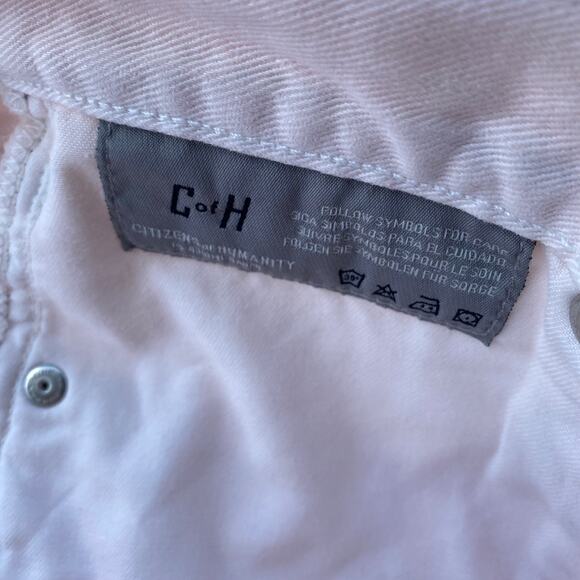 CofH
CITIZENS
of HUMANITY
FOLLOW SYMBOLS FOR CARE
SIGA SIMBOLOS PARA EL CUIDADO
SUIVRE SYMBOLES POUR LE SOIN
FOLGEN SIE SYMBOLEN FUR SORGE
30°